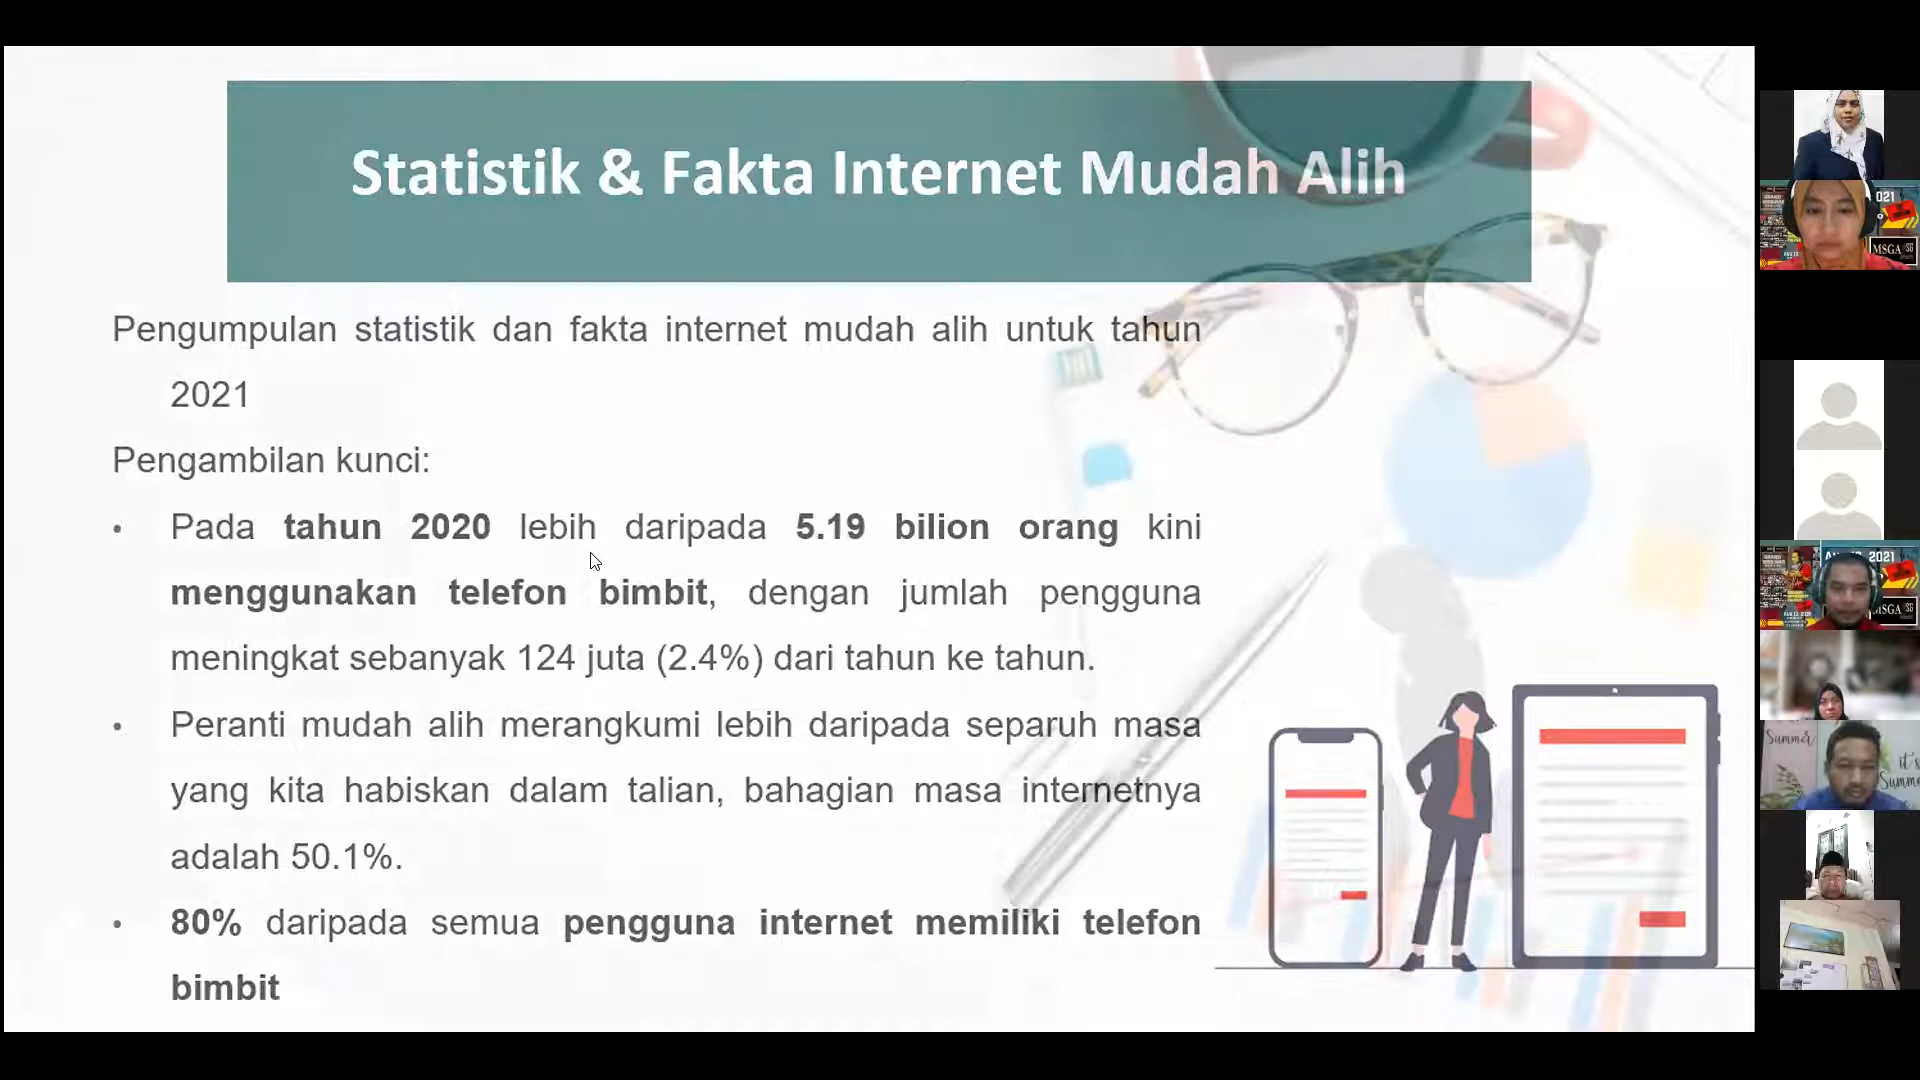 Statistik & Fakta Internet Mudah Alih
Pengumpulan statistik dan fakta internet mudah alih untuk tahun
2021
Pengambilan kunci:
• Pada tahun 2020 lebih daripada 5.19 bilion orang kini
menggunakan telefon bimbit, dengan jumlah pengguna
meningkat sebanyak 124 juta (2.4%) dari tahun ke tahun.
• Peranti mudah alih merangkumi lebih daripada separuh masa
yang kita habiskan dalam talian, bahagian masa internetnya
adalah 50.1%.
• 80% daripada semua pengguna internet memiliki telefon
bimbit
MSGA
2021
Summer